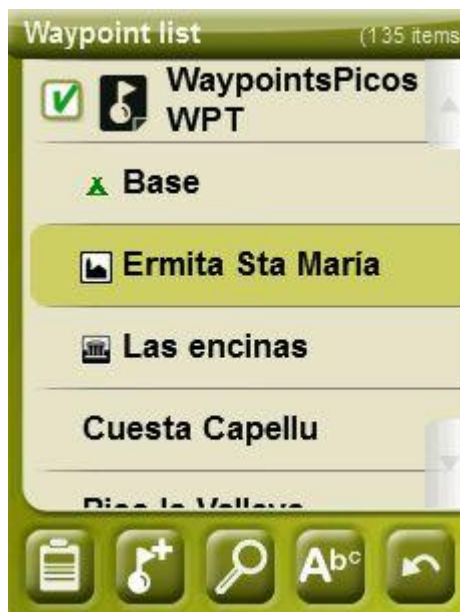 Waypoint list (135 items
WaypointsPicos
WPT
Base
Ermita Sta María
Las encinas
Cuesta Capellu
Abc